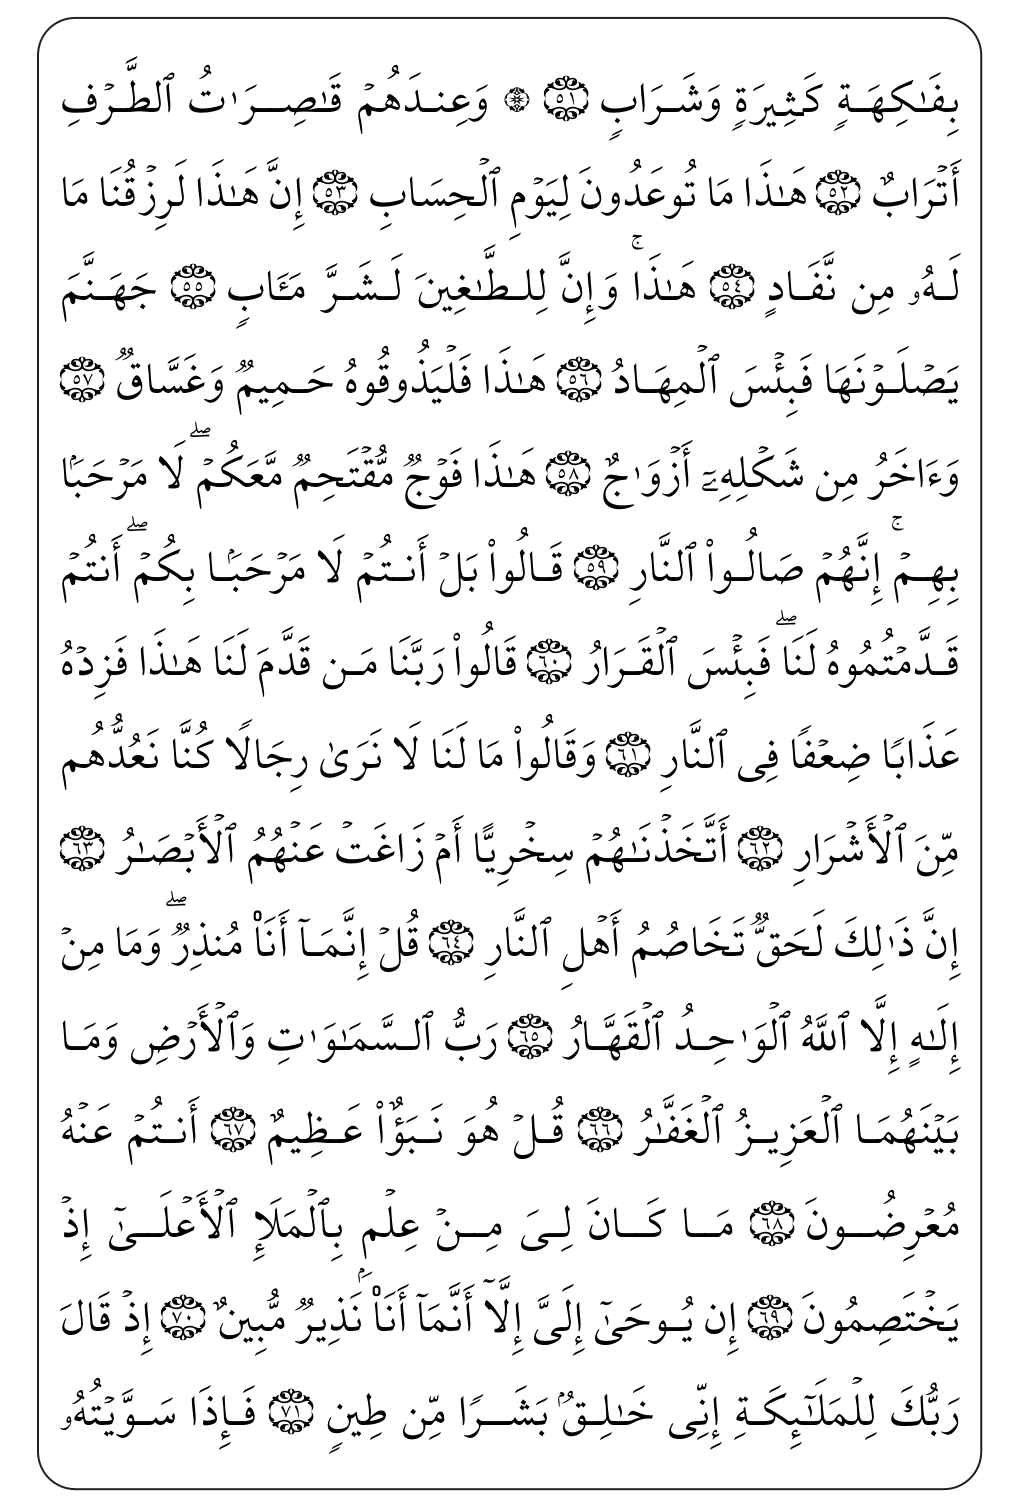 بِفَـٰكِهَةٍ كَثِيرَةٍ وَشَرَابٍ ٥١ ۞ وَعِندَهُمْ قَـٰصِرَٰتُ ٱلطَّرْفِ
أَتْرَابٌ ٥٢ هَـٰذَا مَا تُوعَدُونَ لِيَوْمِ ٱلْحِسَابِ ٥٣ إِنَّ هَـٰذَا لَرِزْقُنَا مَا
لَهُۥ مِن نَّفَادٍ ٥٤ هَـٰذَا ۚ وَإِنَّ لِلطَّـٰغِينَ لَشَرَّ مَـَٔابٍ ٥٥ جَهَنَّمَ
يَصْلَوْنَهَا فَبِئْسَ ٱلْمِهَادُ ٥٦ هَـٰذَا فَلْيَذُوقُوهُ حَمِيمٌ وَغَسَّاقٌ ٥٧
وَءَاخَرُ مِن شَكْلِهِۦٓ أَزْوَٰجٌ ٥٨ هَـٰذَا فَوْجٌ مُّقْتَحِمٌ مَّعَكُمْ ۖ لَا مَرْحَبًۢا
بِهِمْ ۚ إِنَّهُمْ صَالُوا۟ ٱلنَّارِ ٥٩ قَالُوا۟ بَلْ أَنتُمْ لَا مَرْحَبًۢا بِكُمْ ۖ أَنتُمْ
قَدَّمْتُمُوهُ لَنَا ۖ فَبِئْسَ ٱلْقَرَارُ ٦٠ قَالُوا۟ رَبَّنَا مَن قَدَّمَ لَنَا هَـٰذَا فَزِدْهُ
عَذَابًا ضِعْفًا فِى ٱلنَّارِ ٦١ وَقَالُوا۟ مَا لَنَا لَا نَرَىٰ رِجَالًا كُنَّا نَعُدُّهُم
مِّنَ ٱلْأَشْرَارِ ٦٢ أَتَّخَذْنَـٰهُمْ سِخْرِيًّا أَمْ زَاغَتْ عَنْهُمُ ٱلْأَبْصَـٰرُ ٦٣
إِنَّ ذَٰلِكَ لَحَقٌّ تَخَاصُمُ أَهْلِ ٱلنَّارِ ٦٤ قُلْ إِنَّمَآ أَنَا۠ مُنذِرٌ ۖ وَمَا مِنْ
إِلَـٰهٍ إِلَّا ٱللَّهُ ٱلْوَٰحِدُ ٱلْقَهَّارُ ٦٥ رَبُّ ٱلسَّمَـٰوَٰتِ وَٱلْأَرْضِ وَمَا
بَيْنَهُمَا ٱلْعَزِيزُ ٱلْغَفَّـٰرُ ٦٦ قُلْ هُوَ نَبَؤٌا۟ عَظِيمٌ ٦٧ أَنتُمْ عَنْهُ
مُعْرِضُونَ ٦٨ مَا كَانَ لِىَ مِنْ عِلْمٍۭ بِٱلْمَلَإِ ٱلْأَعْلَىٰٓ إِذْ
يَخْتَصِمُونَ ٦٩ إِن يُوحَىٰٓ إِلَىَّ إِلَّآ أَنَّمَآ أَنَا۠ نَذِيرٌ مُّبِينٌ ٧٠ إِذْ قَالَ
رَبُّكَ لِلْمَلَـٰٓئِكَةِ إِنِّى خَـٰلِقٌۢ بَشَرًا مِّن طِينٍ ٧١ فَإِذَا سَوَّيْتُهُۥ